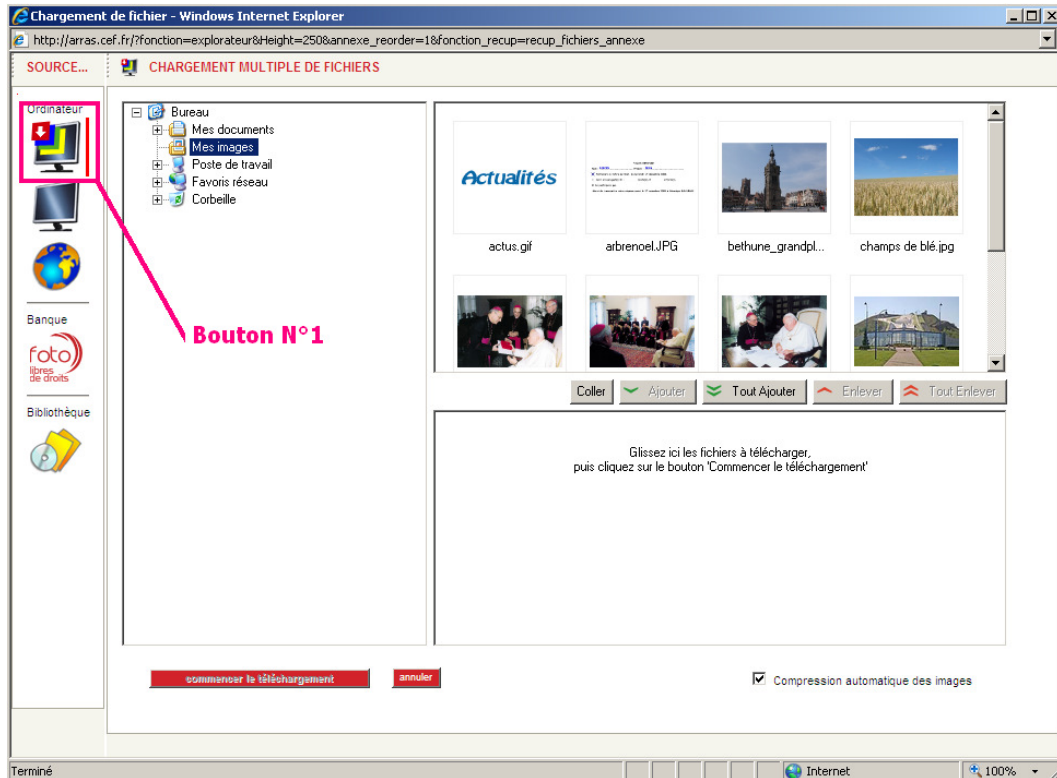 Chargement de fichier - Windows Internet Explorer
http://arras.cef.fr/?fonction=explorateur&Height=250&annexe_reorder=1&fonction_recup=recup_fichiers_annexe
SOURCE...
CHARGEMENT MULTIPLE DE FICHIERS
Ordinateur
Banque
foto
libres
de droits
Bibliothèque
Bureau
Mes documents
Mes images
Poste de travail
Favoris réseau
Corbeille
Bouton N°1
Actualités
actus.gif
arbrenoel.JPG
bethune_grandpl...
champs de blé.jpg
Coller
Ajouter
Tout Ajouter
Enlever
Tout Enlever
Glissez ici les fichiers à télécharger,
puis cliquez sur le bouton 'Commencer le téléchargement'
commencer le téléchargement
annuler
Compression automatique des images
Terminé
Internet
100%